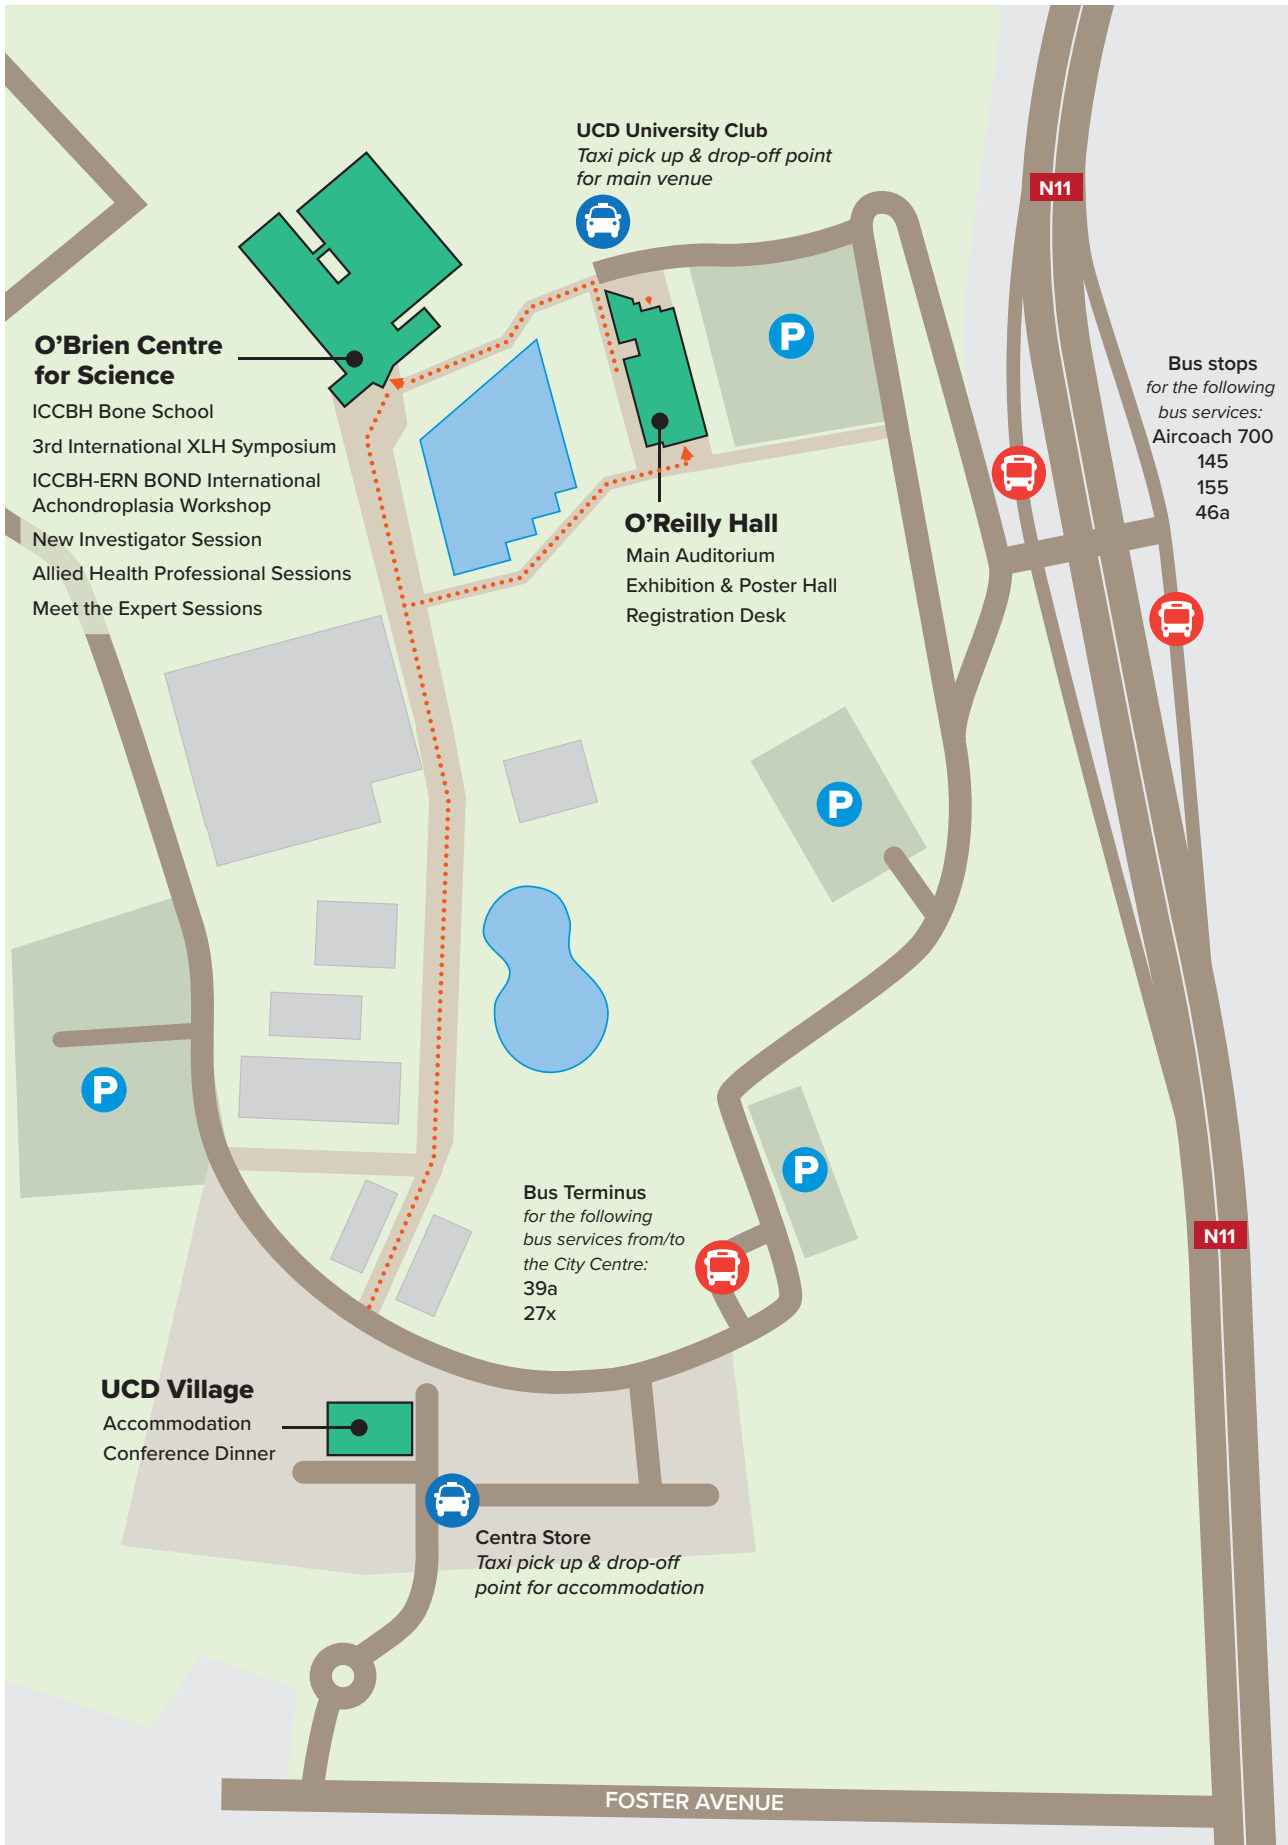 UCD University Club
Taxi pick up & drop-off point
for main venue
N11
P
O’Brien Centre
for Science
ICCBH Bone School
3rd International XLH Symposium
ICCBH-ERN BOND International
Achondroplasia Workshop
New Investigator Session
Allied Health Professional Sessions
Meet the Expert Sessions
Bus stops
for the following
bus services:
Aircoach 700
145
155
46a
O’Reilly Hall
Main Auditorium
Exhibition & Poster Hall
Registration Desk
P
P
P
Bus Terminus
for the following
bus services from/to
the City Centre:
39a
27x
N11
UCD Village
Accommodation
Conference Dinner
Centra Store
Taxi pick up & drop-off
point for accommodation
FOSTER AVENUE